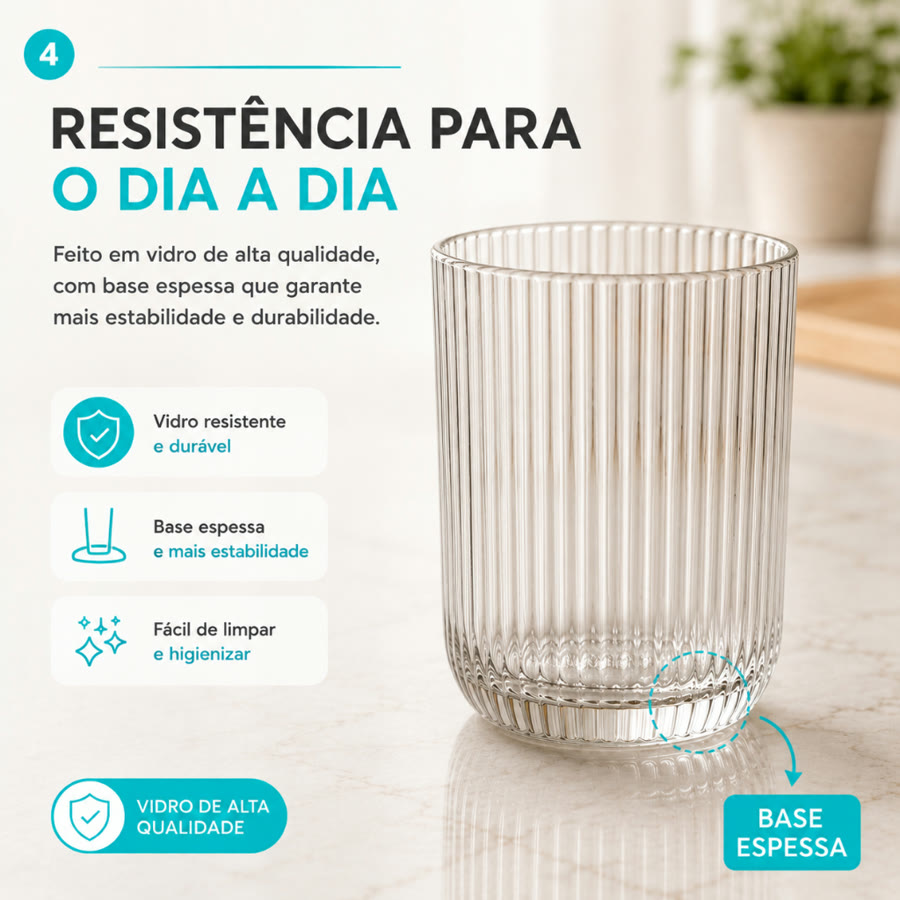 4
RESISTÊNCIA PARA
O DIA A DIA
Feito em vidro de alta qualidade,
com base espessa que garante
mais estabilidade e durabilidade.
Vidro resistente
e durável
Base espessa
e mais estabilidade
Fácil de limpar
e higienizar
VIDRO DE ALTA
QUALIDADE
BASE
ESPESSA